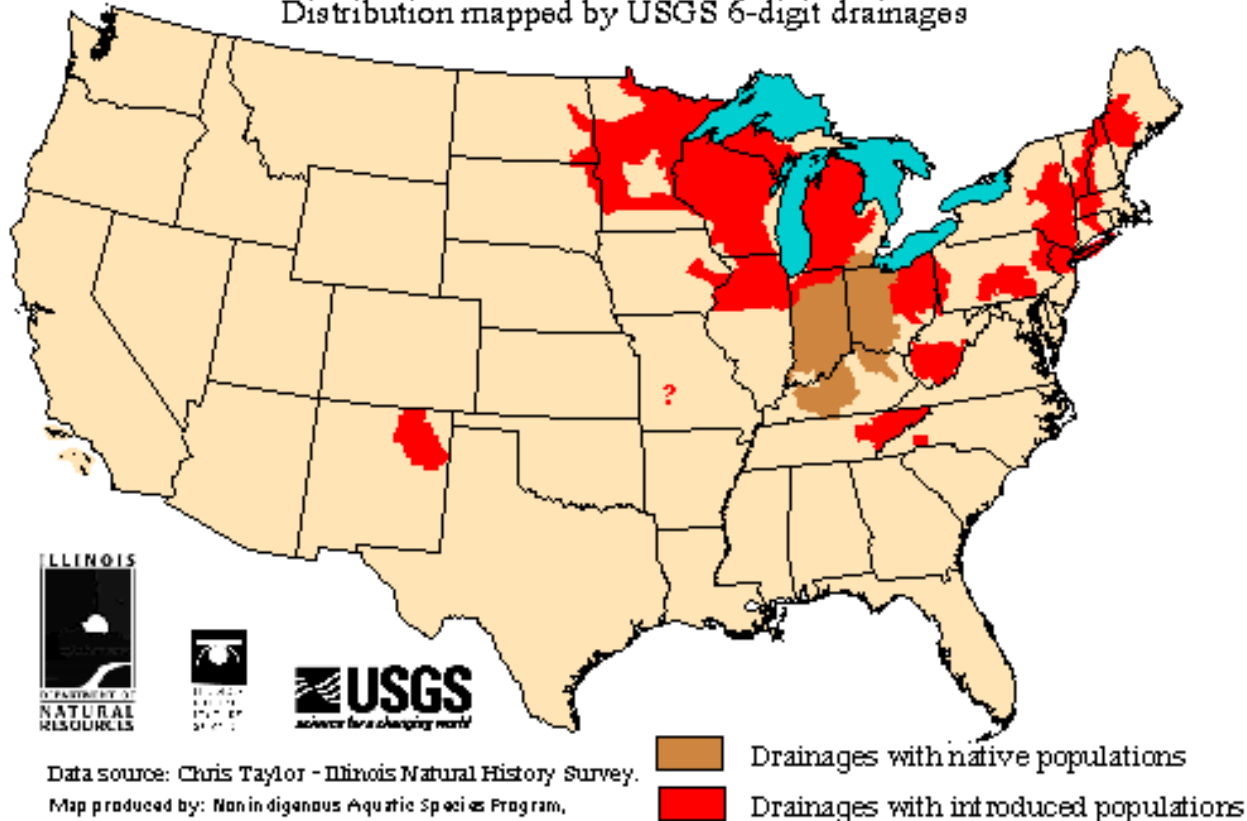 Distribution mapped by USGS 6-digit drainages
?
ILLINOIS
DEPARTMENT OF
NATURAL
RESOURCES
USGS
science for a changing world
Drainages with native populations
Data source: Chris Taylor - Illinois Natural History Survey.
Map produced by: Nonindigenous Aquatic Species Program,
Drainages with introduced populations